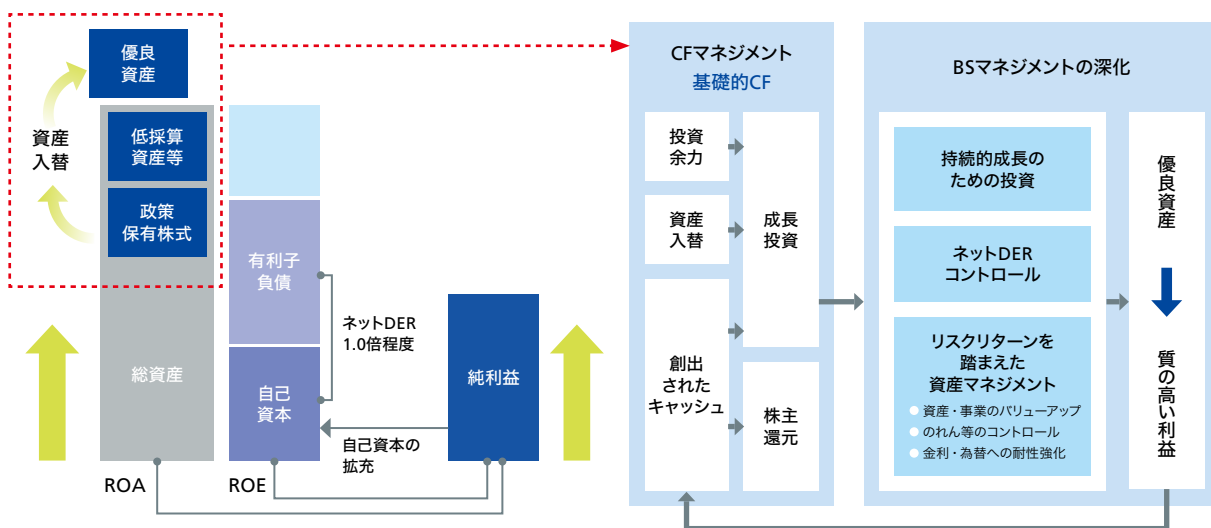 優良
資産
資産
入替
低採算
資産等
政策
保有株式
総資産
有利子
負債
自己
資本
ネットDER
1.0倍程度
自己資本の
拡充
純利益
ROA
ROE
CFマネジメント
基礎的CF
投資
余力
資産
入替
創出
された
キャッシュ
成長
投資
株主
還元
BSマネジメントの深化
持続的成長の
ための投資
ネットDER
コントロール
リスクリターンを
踏まえた
資産マネジメント
資産・事業のバリューアップ
のれん等のコントロール
金利・為替への耐性強化
優良資産
質の高い利益